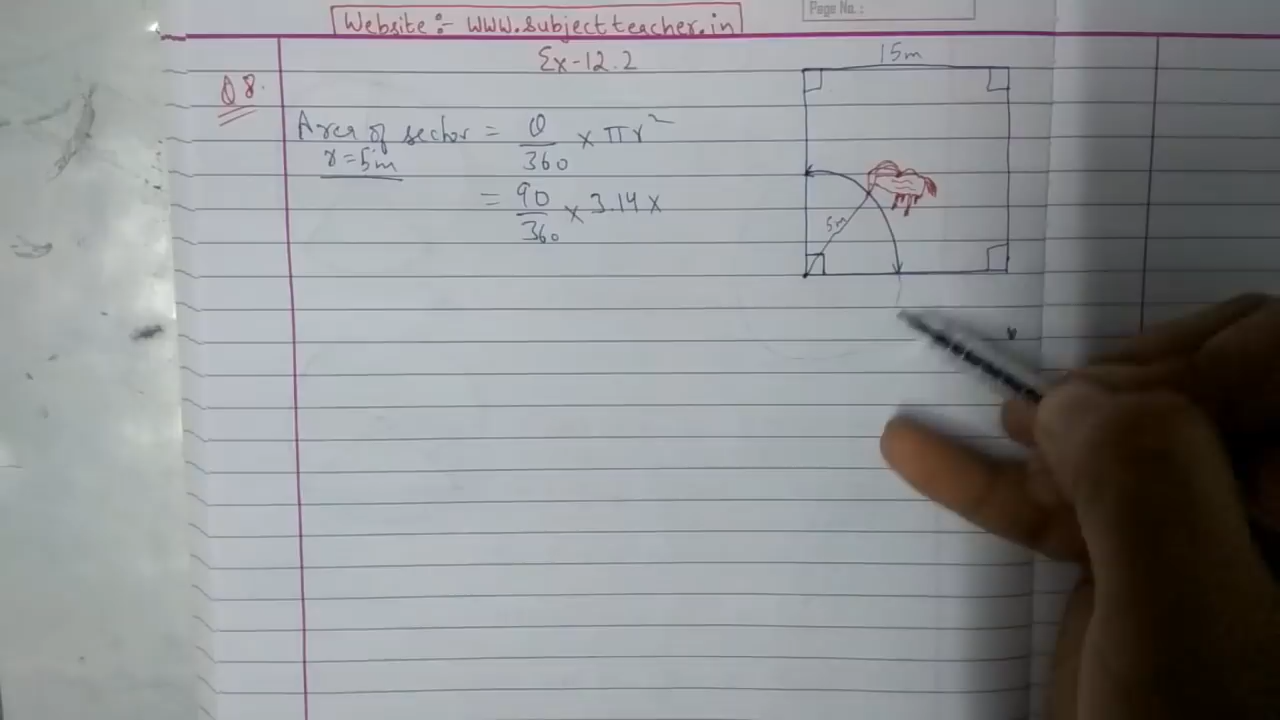 Page No.:
Website :- www.subjectteacher.in
Ex-12.2
15m
Q8.
Area of sector = θ/360 × πr²
r = 5m
= 90/360 × 3.14 ×
5m